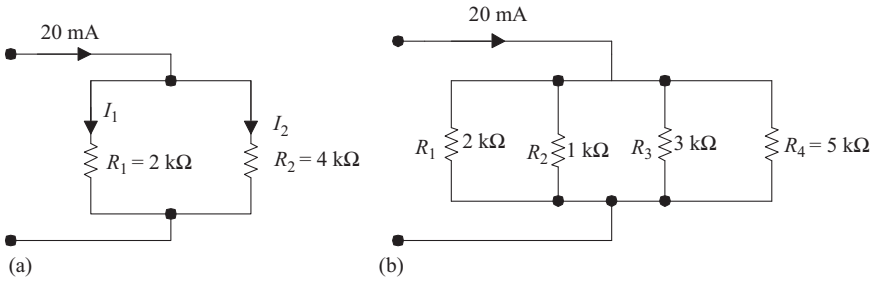 20 mA
I1
I2
R1 = 2 kΩ
R2 = 4 kΩ
(a)
20 mA
R1 2 kΩ
R2 1 kΩ
R3 3 kΩ
R4 = 5 kΩ
(b)